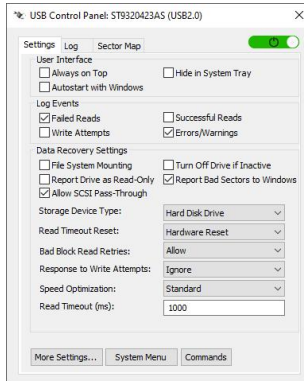 USB Control Panel: ST9320423AS (USB2.0)
Settings Log Sector Map
User Interface
Always on Top Hide in System Tray
Autostart with Windows
Log Events
Failed Reads Successful Reads
Write Attempts Errors/Warnings
Data Recovery Settings
File System Mounting Turn Off Drive if Inactive
Report Drive as Read-Only Report Bad Sectors to Windows
Allow SCSI Pass-Through
Storage Device Type: Hard Disk Drive
Read Timeout Reset: Hardware Reset
Bad Block Read Retries: Allow
Response to Write Attempts: Ignore
Speed Optimization: Standard
Read Timeout (ms): 1000
More Settings... System Menu Commands